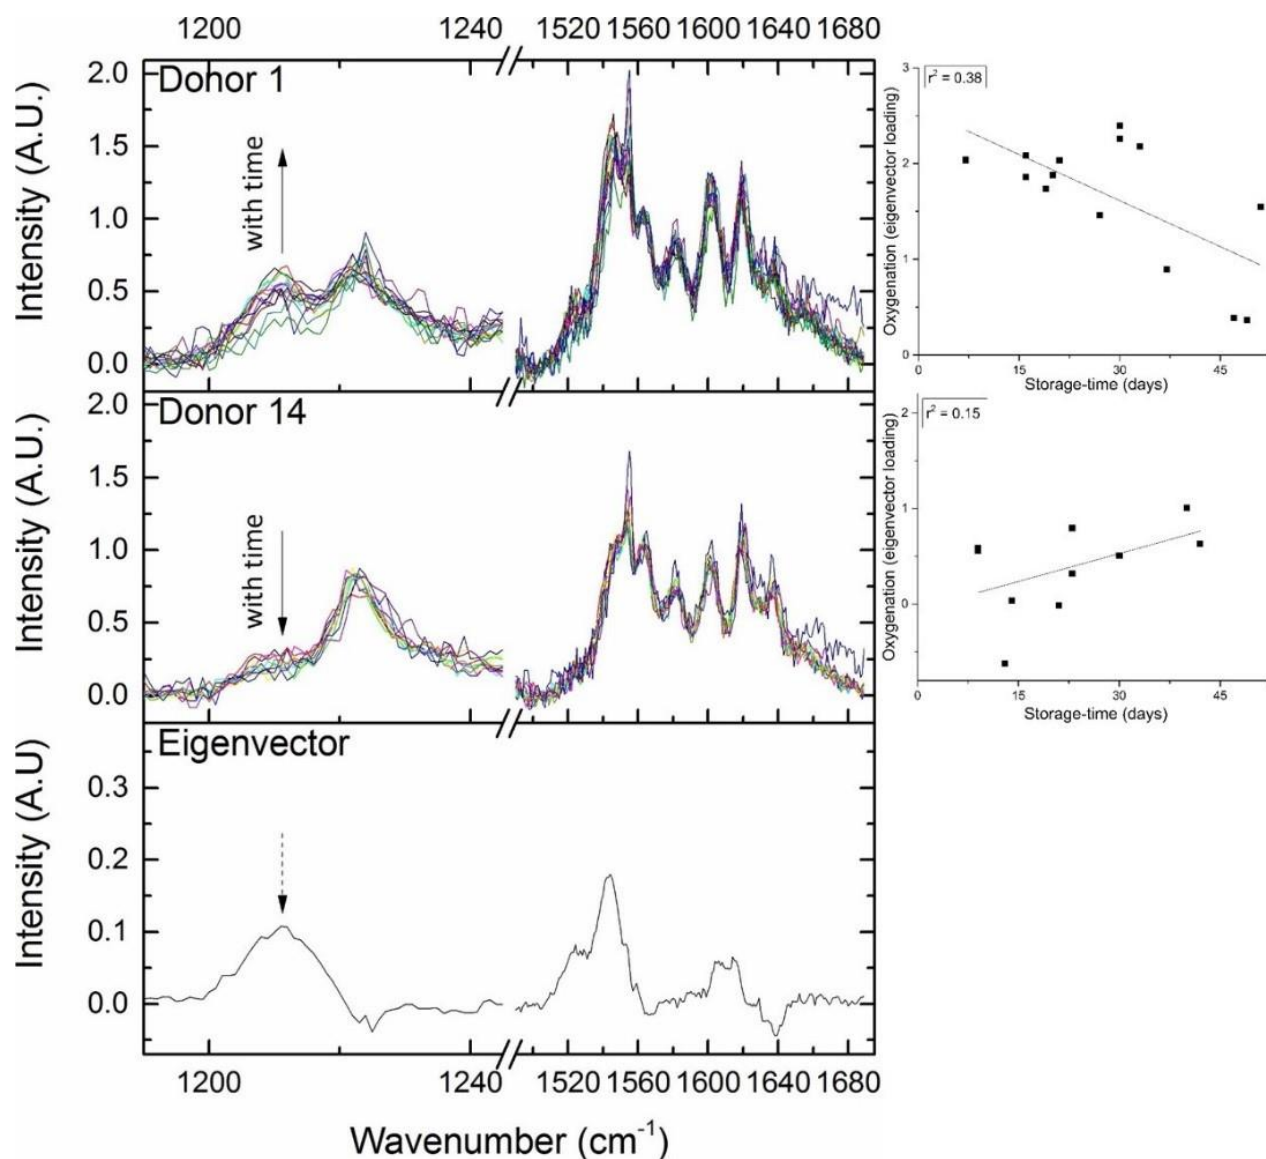 1200 1240 1520 1560 1600 1640 1680
Donor 1
Intensity (A.U.)
2.0
1.5
1.0
0.5
0.0
with time
r² = 0.38
Oxygenation (eigenvector loading)
3
2
1
0
0 15 30 45
Storage-time (days)
Donor 14
Intensity (A.U.)
2.0
1.5
1.0
0.5
0.0
with time
r² = 0.15
Oxygenation (eigenvector loading)
2
1
0
0 15 30 45
Storage-time (days)
Eigenvector
Intensity (A.U)
0.3
0.2
0.1
0.0
1200 1240 1520 1560 1600 1640 1680
Wavenumber (cm⁻¹)